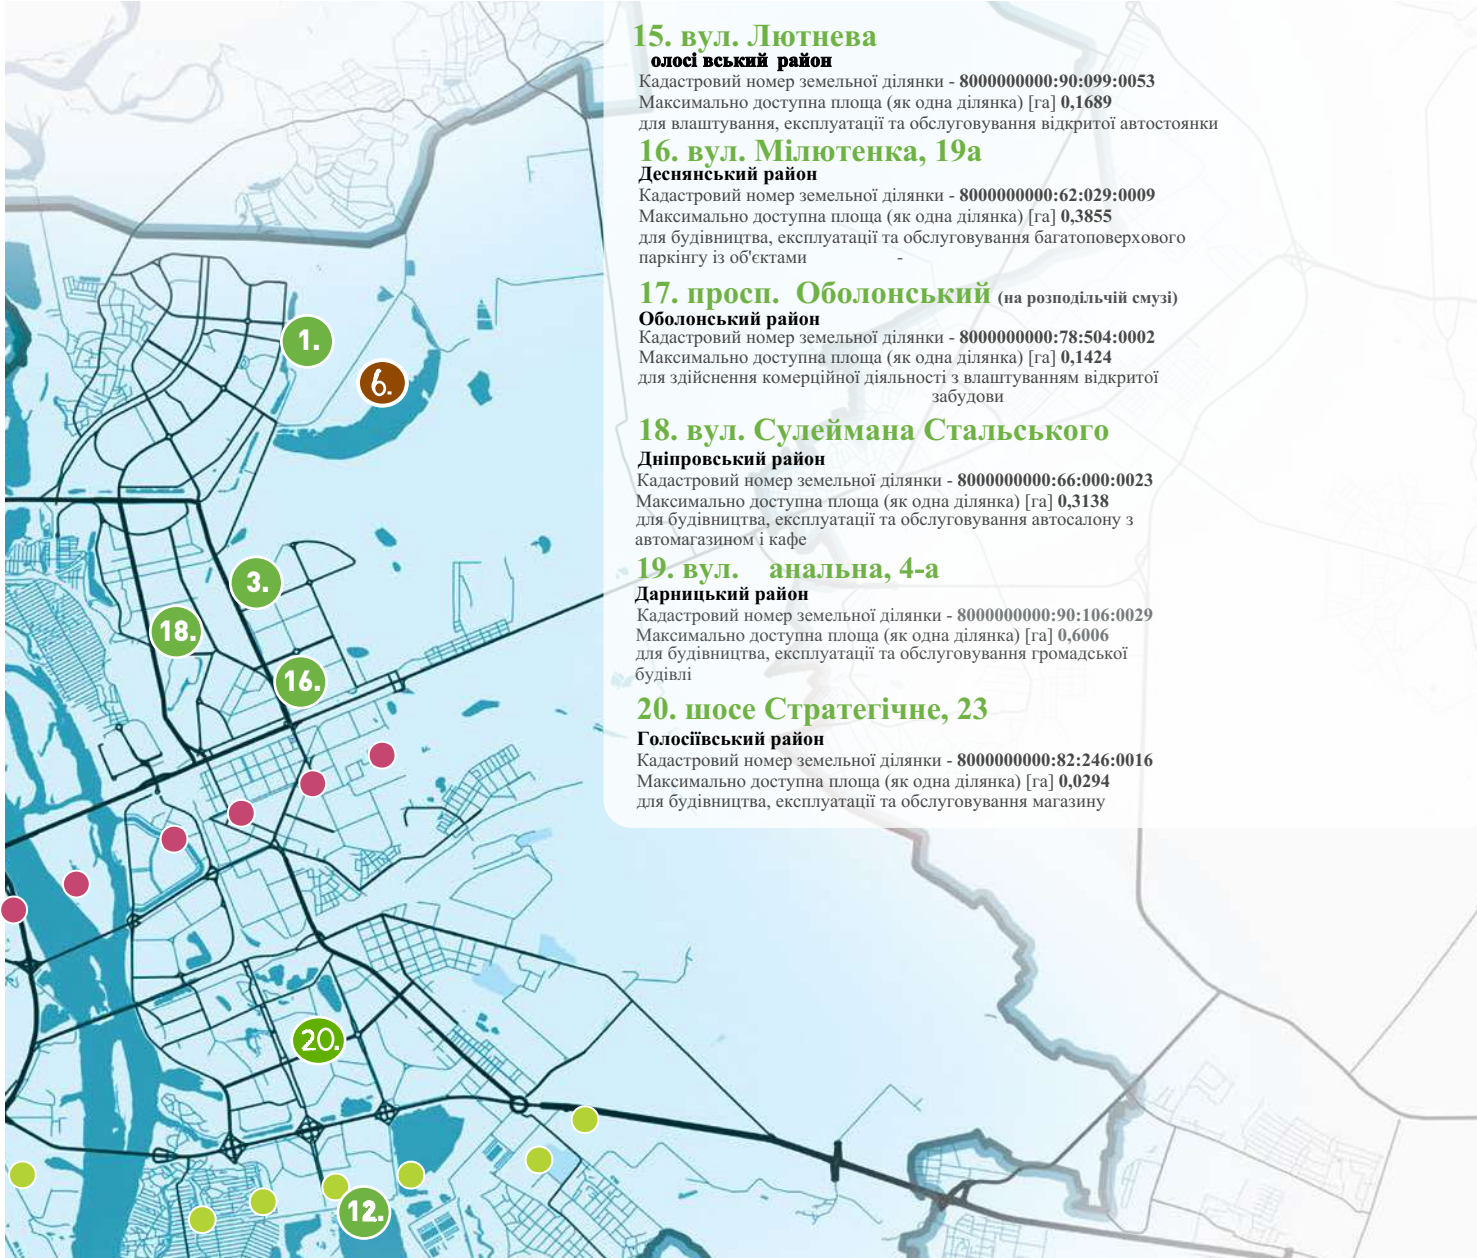 15. вул. Лютнева
олосі вський район
Кадастровий номер земельної ділянки - 8000000000:90:099:0053
Максимально доступна площа (як одна ділянка) [га] 0,1689
для влаштування, експлуатації та обслуговування відкритої автостоянки
16. вул. Мілютенка, 19а
Деснянський район
Кадастровий номер земельної ділянки - 8000000000:62:029:0009
Максимально доступна площа (як одна ділянка) [га] 0,3855
для будівництва, експлуатації та обслуговування багатоповерхового
паркінгу із об'єктами -
17. просп. Оболонський (на розподільчій смузі)
Оболонський район
Кадастровий номер земельної ділянки - 8000000000:78:504:0002
Максимально доступна площа (як одна ділянка) [га] 0,1424
для здійснення комерційної діяльності з влаштуванням відкритої
забудови
18. вул. Сулеймана Стальського
Дніпровський район
Кадастровий номер земельної ділянки - 8000000000:66:000:0023
Максимально доступна площа (як одна ділянка) [га] 0,3138
для будівництва, експлуатації та обслуговування автосалону з
автомагазином і кафе
19. вул. анальна, 4-а
Дарницький район
Кадастровий номер земельної ділянки - 8000000000:90:106:0029
Максимально доступна площа (як одна ділянка) [га] 0,6006
для будівництва, експлуатації та обслуговування громадської
будівлі
20. шосе Стратегічне, 23
Голосіївський район
Кадастровий номер земельної ділянки - 8000000000:82:246:0016
Максимально доступна площа (як одна ділянка) [га] 0,0294
для будівництва, експлуатації та обслуговування магазину
1.
6.
3.
18.
16.
20.
12.